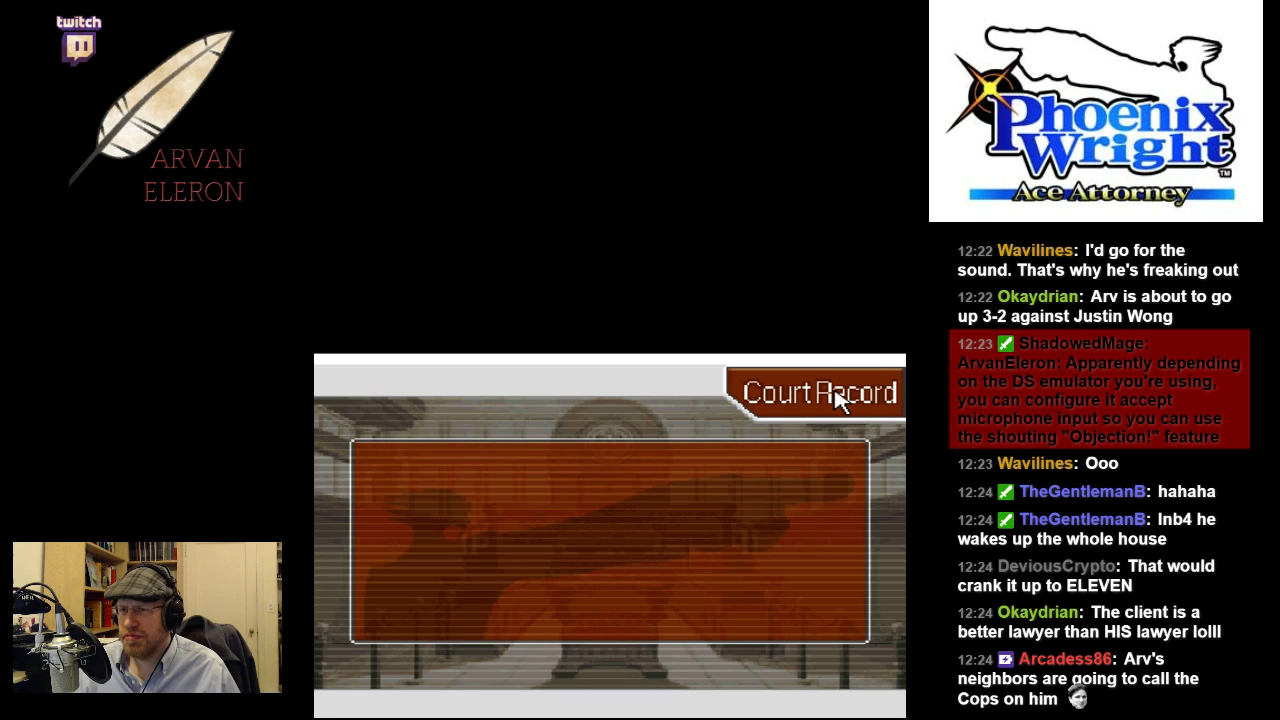 twitch
ARVAN
ELERON
Phoenix
Wright
TM
Ace Attorney
Court Record
12:22 Wavilines: I'd go for the
sound. That's why he's freaking out
12:22 Okaydrian: Arv is about to go
up 3-2 against Justin Wong
12:23 ShadowedMage:
ArvanEleron: Apparently depending
on the DS emulator you're using,
you can configure it accept
microphone input so you can use
the shouting "Objection!" feature
12:23 Wavilines: Ooo
12:24 TheGentlemanB: hahaha
12:24 TheGentlemanB: Inb4 he
wakes up the whole house
12:24 DeviousCrypto: That would
crank it up to ELEVEN
12:24 Okaydrian: The client is a
better lawyer than HIS lawyer lolll
12:24 Arcadess86: Arv's
neighbors are going to call the
Cops on him